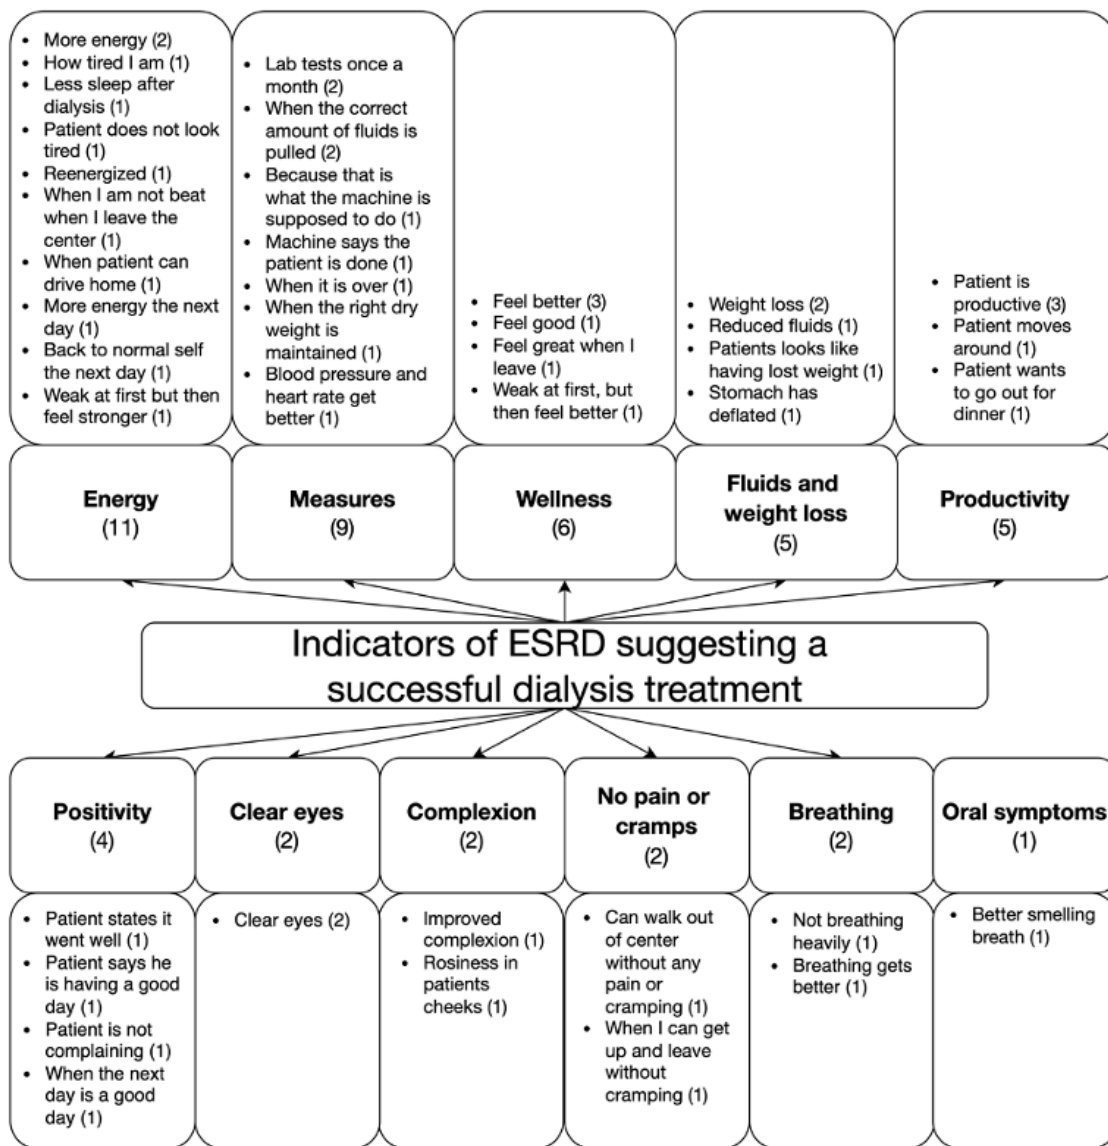 • More energy (2)
• How tired I am (1)
• Less sleep after
dialysis (1)
• Patient does not look
tired (1)
• Reenergized (1)
• When I am not beat
when I leave the
center (1)
• When patient can
drive home (1)
• More energy the next
day (1)
• Back to normal self
the next day (1)
• Weak at first but then
feel stronger (1)
• Lab tests once a
month (2)
• When the correct
amount of fluids is
pulled (2)
• Because that is
what the machine is
supposed to do (1)
• Machine says the
patient is done (1)
• When it is over (1)
• When the right dry
weight is
maintained (1)
• Blood pressure and
heart rate get
better (1)
• Feel better (3)
• Feel good (1)
• Feel great when I
leave (1)
• Weak at first, but
then feel better (1)
• Weight loss (2)
• Reduced fluids (1)
• Patients looks like
having lost weight (1)
• Stomach has
deflated (1)
• Patient is
productive (3)
• Patient moves
around (1)
• Patient wants
to go out for
dinner (1)
Energy
(11)
Measures
(9)
Wellness
(6)
Fluids and
weight loss
(5)
Productivity
(5)
Indicators of ESRD suggesting a
successful dialysis treatment
Positivity
(4)
Clear eyes
(2)
Complexion
(2)
No pain or
cramps
(2)
Breathing
(2)
Oral symptoms
(1)
• Patient states it
went well (1)
• Patient says he
is having a good
day (1)
• Patient is not
complaining (1)
• When the next
day is a good
day (1)
• Clear eyes (2)
• Improved
complexion (1)
• Rosiness in
patients
cheeks (1)
• Can walk out
of center
without any
pain or
cramping (1)
• When I can get
up and leave
without
cramping (1)
• Not breathing
heavily (1)
• Breathing gets
better (1)
• Better smelling
breath (1)